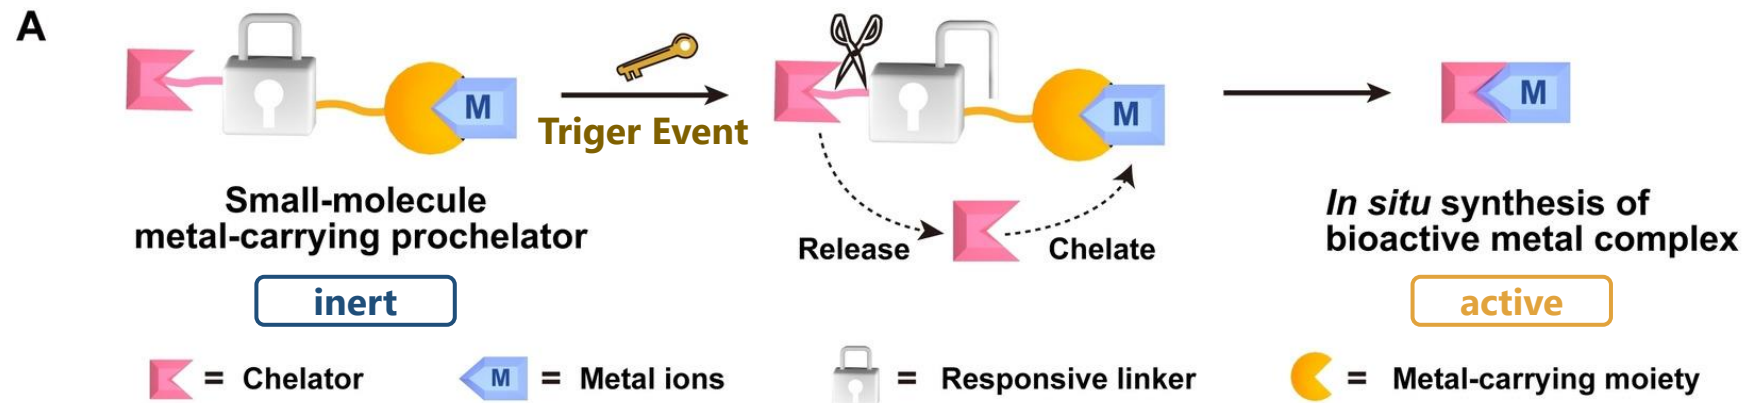 A
M
Triger Event
M
M
Small-molecule
metal-carrying prochelator
Release
Chelate
In situ synthesis of
bioactive metal complex
inert
active
= Chelator
M = Metal ions
= Responsive linker
= Metal-carrying moiety